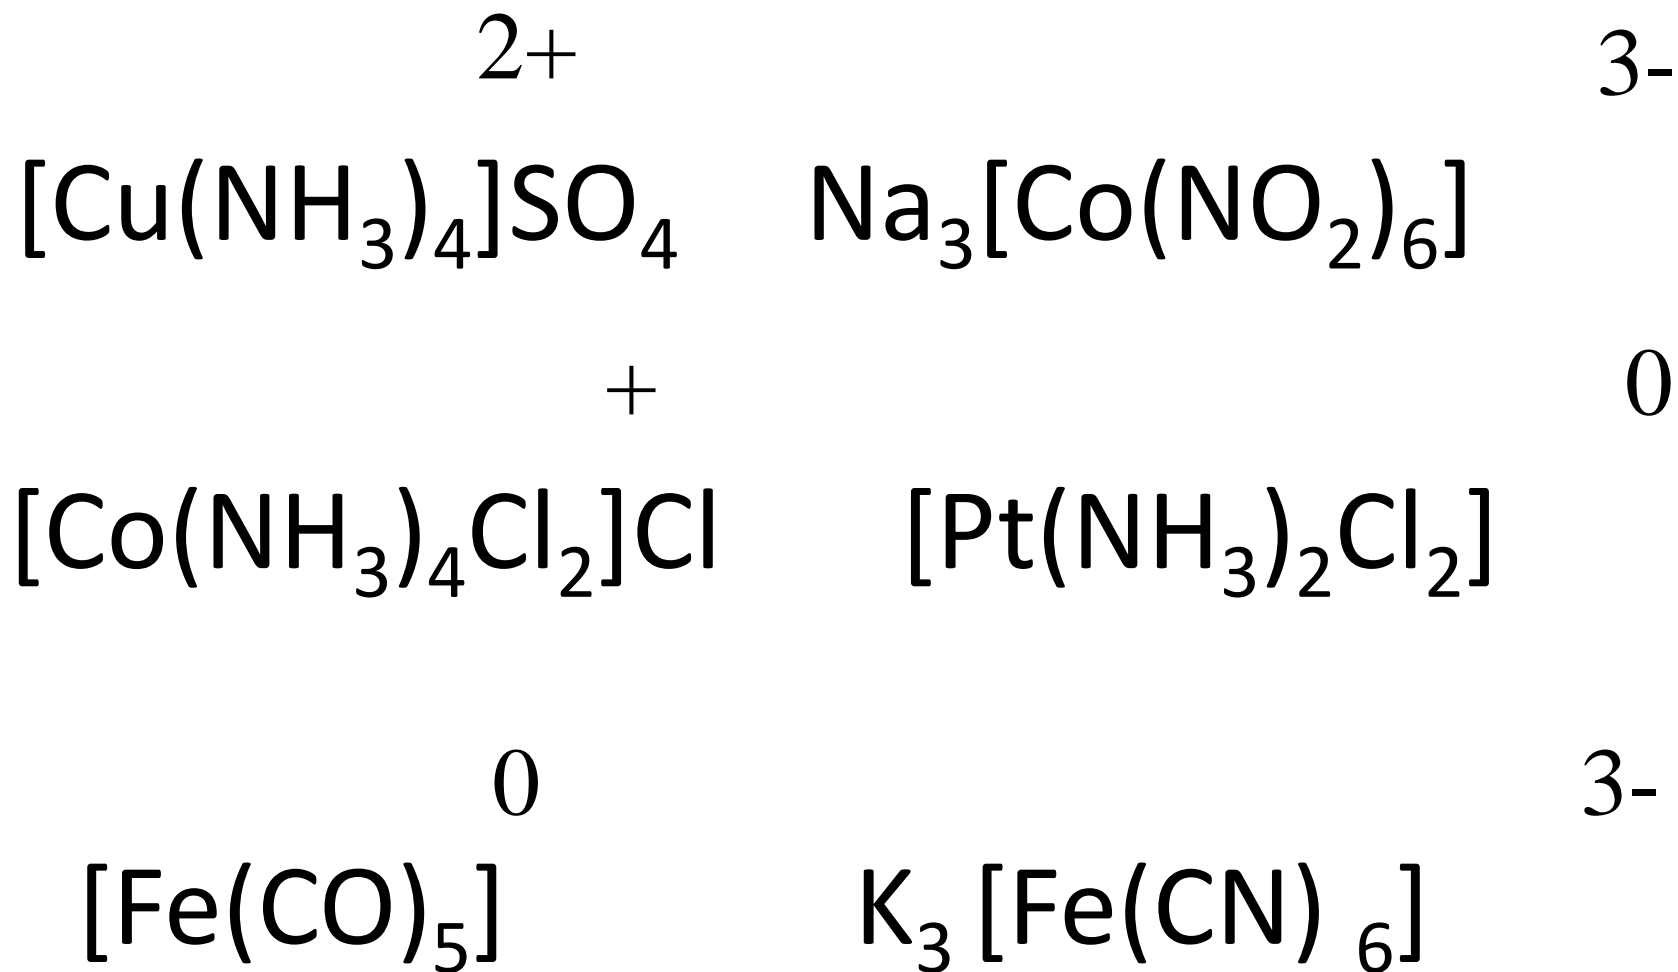 2+ 3-
[Cu(NH₃)₄]SO₄ Na₃[Co(NO₂)₆]
+ 0
[Co(NH₃)₄Cl₂]Cl [Pt(NH₃)₂Cl₂]
0 3-
[Fe(CO)₅] K₃ [Fe(CN) ₆]